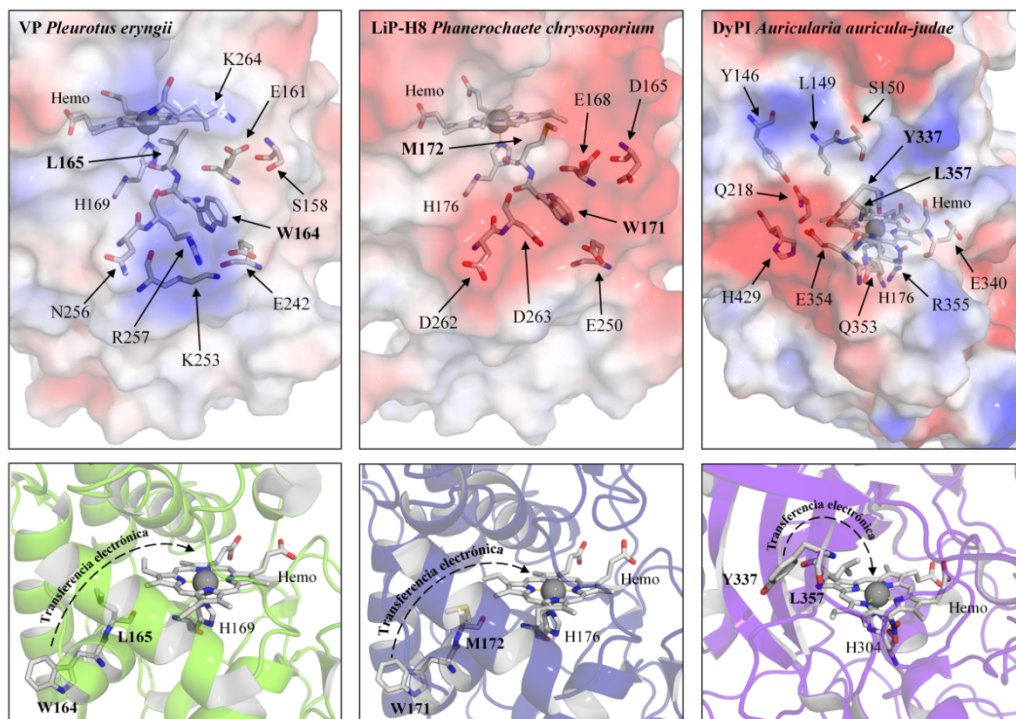 VP Pleurotus eryngii
K264
Hemo
E161
L165
H169
S158
W164
N256
R257
K253
E242
LiP-H8 Phanerochaete chrysosporium
Hemo
E168
D165
M172
H176
W171
D262
D263
E250
DyPI Auricularia auricula-judae
Y146
L149
S150
Y337
L357
Q218
Hemo
H429
E354
Q353
H176
R355
E340
Transferencia electrónica
Hemo
L165
H169
W164
Transferencia electrónica
Hemo
M172
H176
W171
Transferencia electrónica
Y337
L357
Hemo
H304